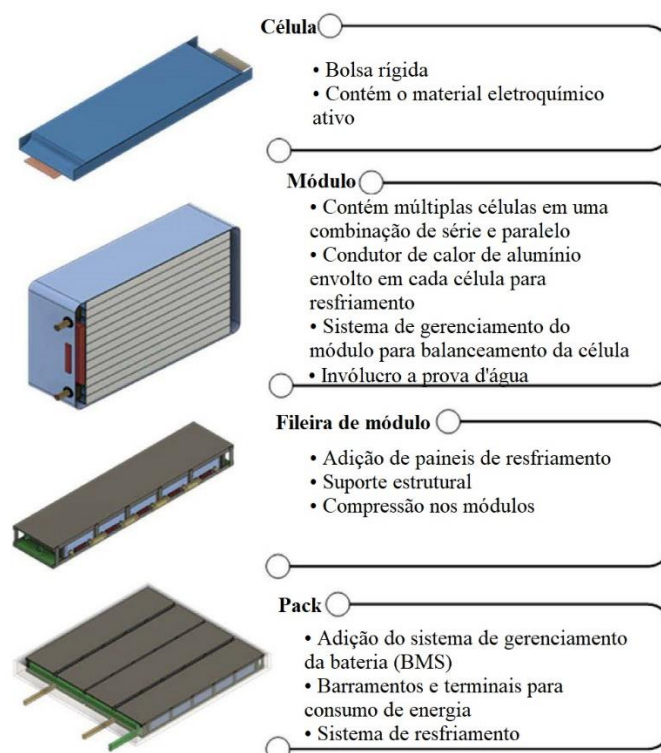 Célula
• Bolsa rígida
• Contém o material eletroquímico
ativo
Módulo
• Contém múltiplas células em uma
combinação de série e paralelo
• Condutor de calor de alumínio
envolto em cada célula para
resfriamento
• Sistema de gerenciamento do
módulo para balanceamento da célula
• Invólucro a prova d'água
Fileira de módulo
• Adição de paineis de resfriamento
• Suporte estrutural
• Compressão nos módulos
Pack
• Adição do sistema de gerenciamento
da bateria (BMS)
• Barramentos e terminais para
consumo de energia
• Sistema de resfriamento